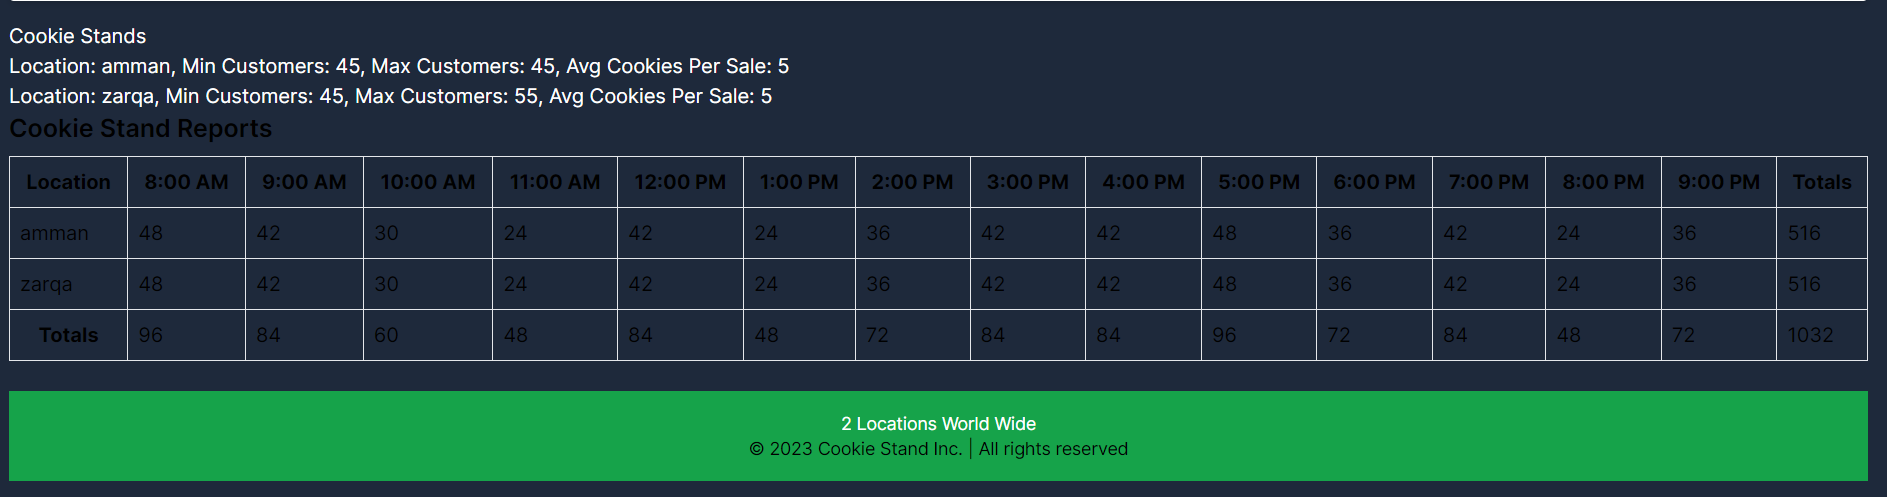 Cookie Stands
Location: amman, Min Customers: 45, Max Customers: 45, Avg Cookies Per Sale: 5
Location: zarqa, Min Customers: 45, Max Customers: 55, Avg Cookies Per Sale: 5
Cookie Stand Reports
Location 8:00 AM 9:00 AM 10:00 AM 11:00 AM 12:00 PM 1:00 PM 2:00 PM 3:00 PM 4:00 PM 5:00 PM 6:00 PM 7:00 PM 8:00 PM 9:00 PM Totals
amman 48 42 30 24 42 24 36 42 42 48 36 42 24 36 516
zarqa 48 42 30 24 42 24 36 42 42 48 36 42 24 36 516
Totals 96 84 60 48 84 48 72 84 84 96 72 84 48 72 1032
2 Locations World Wide
© 2023 Cookie Stand Inc. | All rights reserved